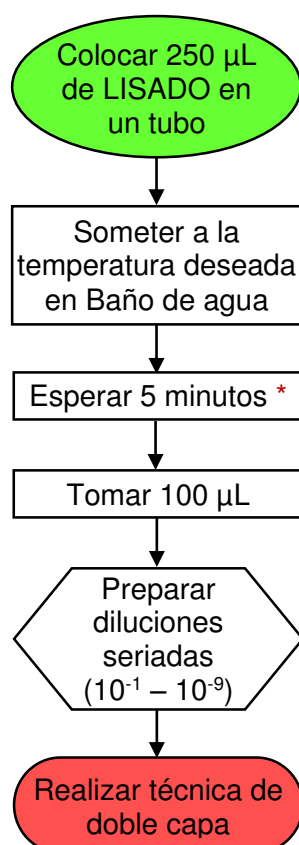 Colocar 250 µL
de LISADO en
un tubo
Someter a la
temperatura deseada
en Baño de agua
Esperar 5 minutos *
Tomar 100 µL
Preparar
diluciones
seriadas
(10⁻¹ – 10⁻⁹)
Realizar técnica de
doble capa